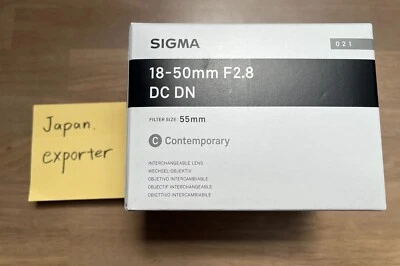 Japan.
exporter
SIGMA
021
18-50mm F2.8
DC DN
FILTER SIZE 55mm
C Contemporary
INTERCHANGEABLE LENS
WECHSEL-OBJEKTIV
OBJETIVO INTERCAMBIABLE
OBJECTIF INTERCHANGEABLE
OBIETTIVO INTERCAMBIABILE